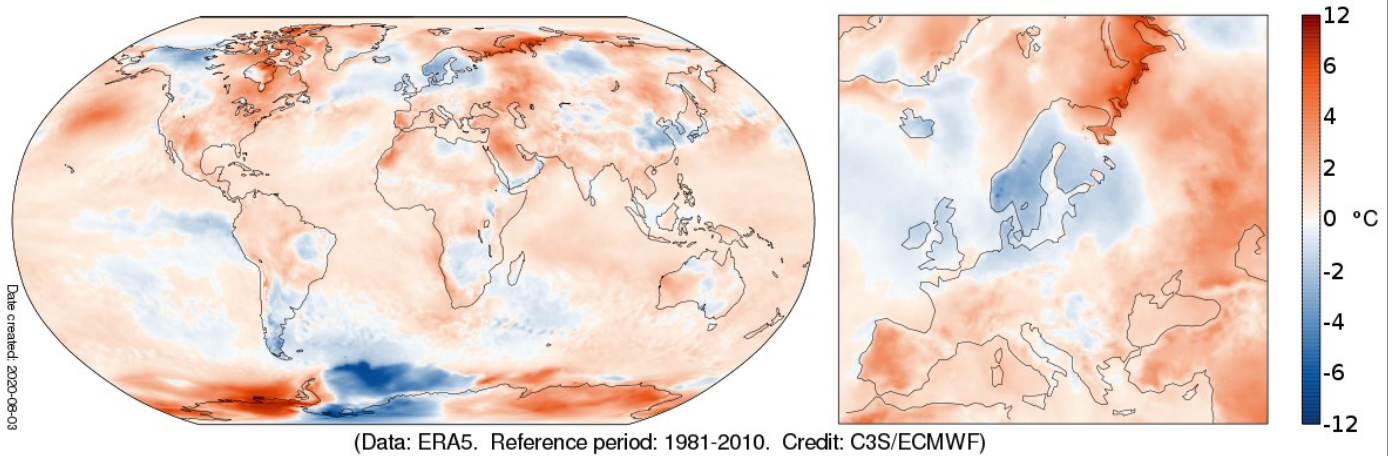 12
6
4
2
0 °C
-2
-4
-6
-12
Date created: 2020-08-03
(Data: ERA5. Reference period: 1981-2010. Credit: C3S/ECMWF)